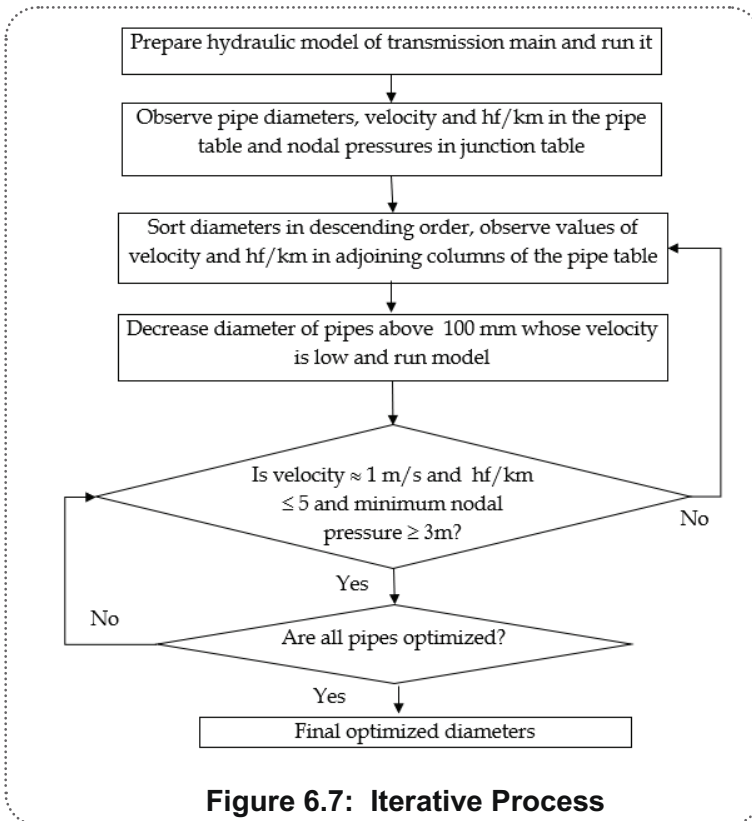 Prepare hydraulic model of transmission main and run it
Observe pipe diameters, velocity and hf/km in the pipe
table and nodal pressures in junction table
Sort diameters in descending order, observe values of
velocity and hf/km in adjoining columns of the pipe table
Decrease diameter of pipes above 100 mm whose velocity
is low and run model
Is velocity ≈ 1 m/s and hf/km
≤ 5 and minimum nodal
pressure ≥ 3m?
No
Yes
No
Are all pipes optimized?
Yes
Final optimized diameters
Figure 6.7: Iterative Process